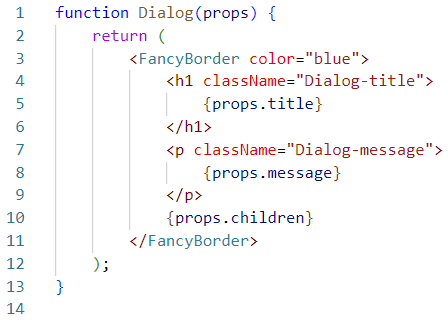 1 function Dialog(props) {
2     return (
3         <FancyBorder color="blue">
4             <h1 className="Dialog-title">
5                 {props.title}
6             </h1>
7             <p className="Dialog-message">
8                 {props.message}
9             </p>
10             {props.children}
11         </FancyBorder>
12     );
13 }
14